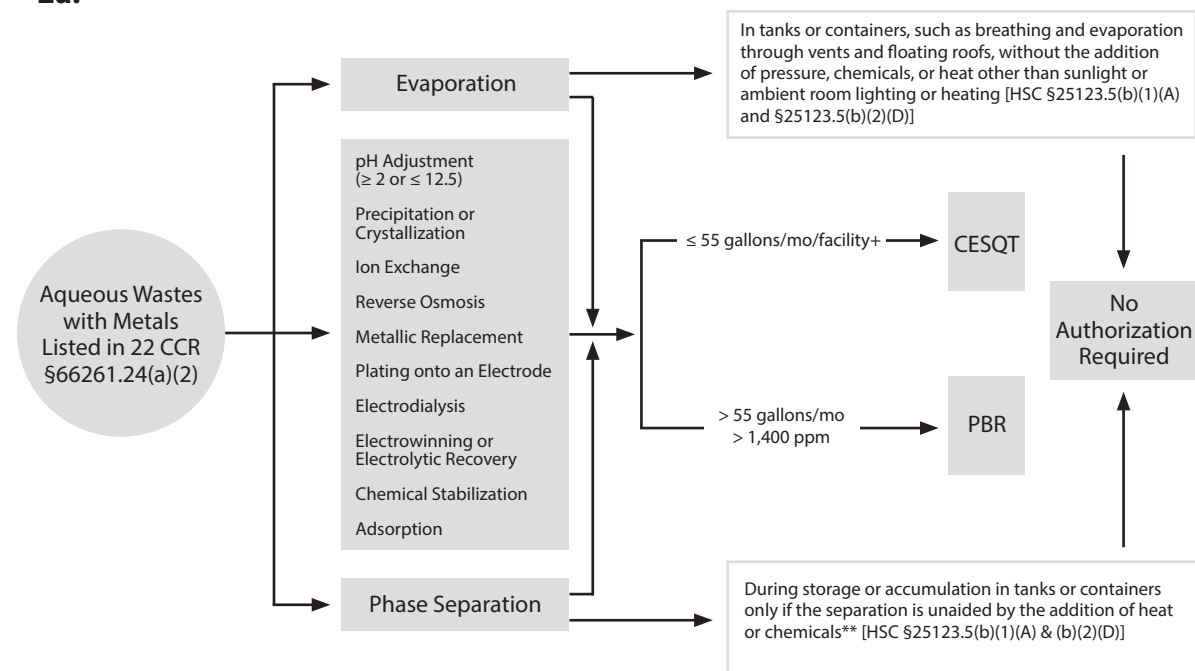 In tanks or containers, such as breathing and evaporation
through vents and floating roofs, without the addition
of pressure, chemicals, or heat other than sunlight or
ambient room lighting or heating [HSC §25123.5(b)(1)(A)
and §25123.5(b)(2)(D)]
Evaporation
pH Adjustment
(≥ 2 or ≤ 12.5)
Precipitation or
Crystallization
Ion Exchange
Reverse Osmosis
Metallic Replacement
Plating onto an Electrode
Electrodialysis
Electrowinning or
Electrolytic Recovery
Chemical Stabilization
Adsorption
Aqueous Wastes
with Metals
Listed in 22 CCR
§66261.24(a)(2)
≤ 55 gallons/mo/facility+
CESQT
> 55 gallons/mo
> 1,400 ppm
PBR
No
Authorization
Required
Phase Separation
During storage or accumulation in tanks or containers
only if the separation is unaided by the addition of heat
or chemicals** [HSC §25123.5(b)(1)(A) & (b)(2)(D)]